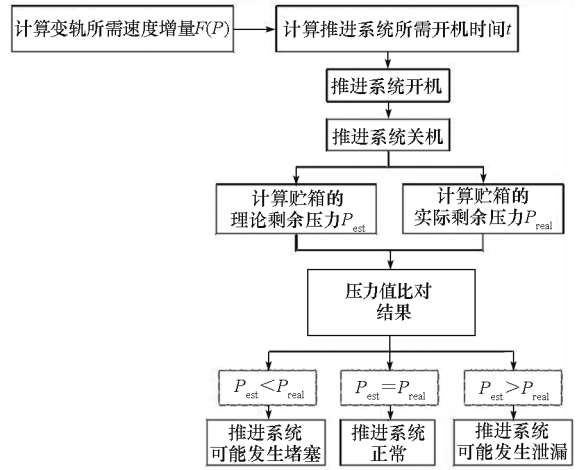 计算变轨所需速度增量F(P)
计算推进系统所需开机时间t
推进系统开机
推进系统关机
计算贮箱的
理论剩余压力Pest
计算贮箱的
实际剩余压力Preal
压力值比对
结果
Pest＜Preal
Pest＝Preal
Pest＞Preal
推进系统
可能发生堵塞
推进系统
正常
推进系统
可能发生泄漏